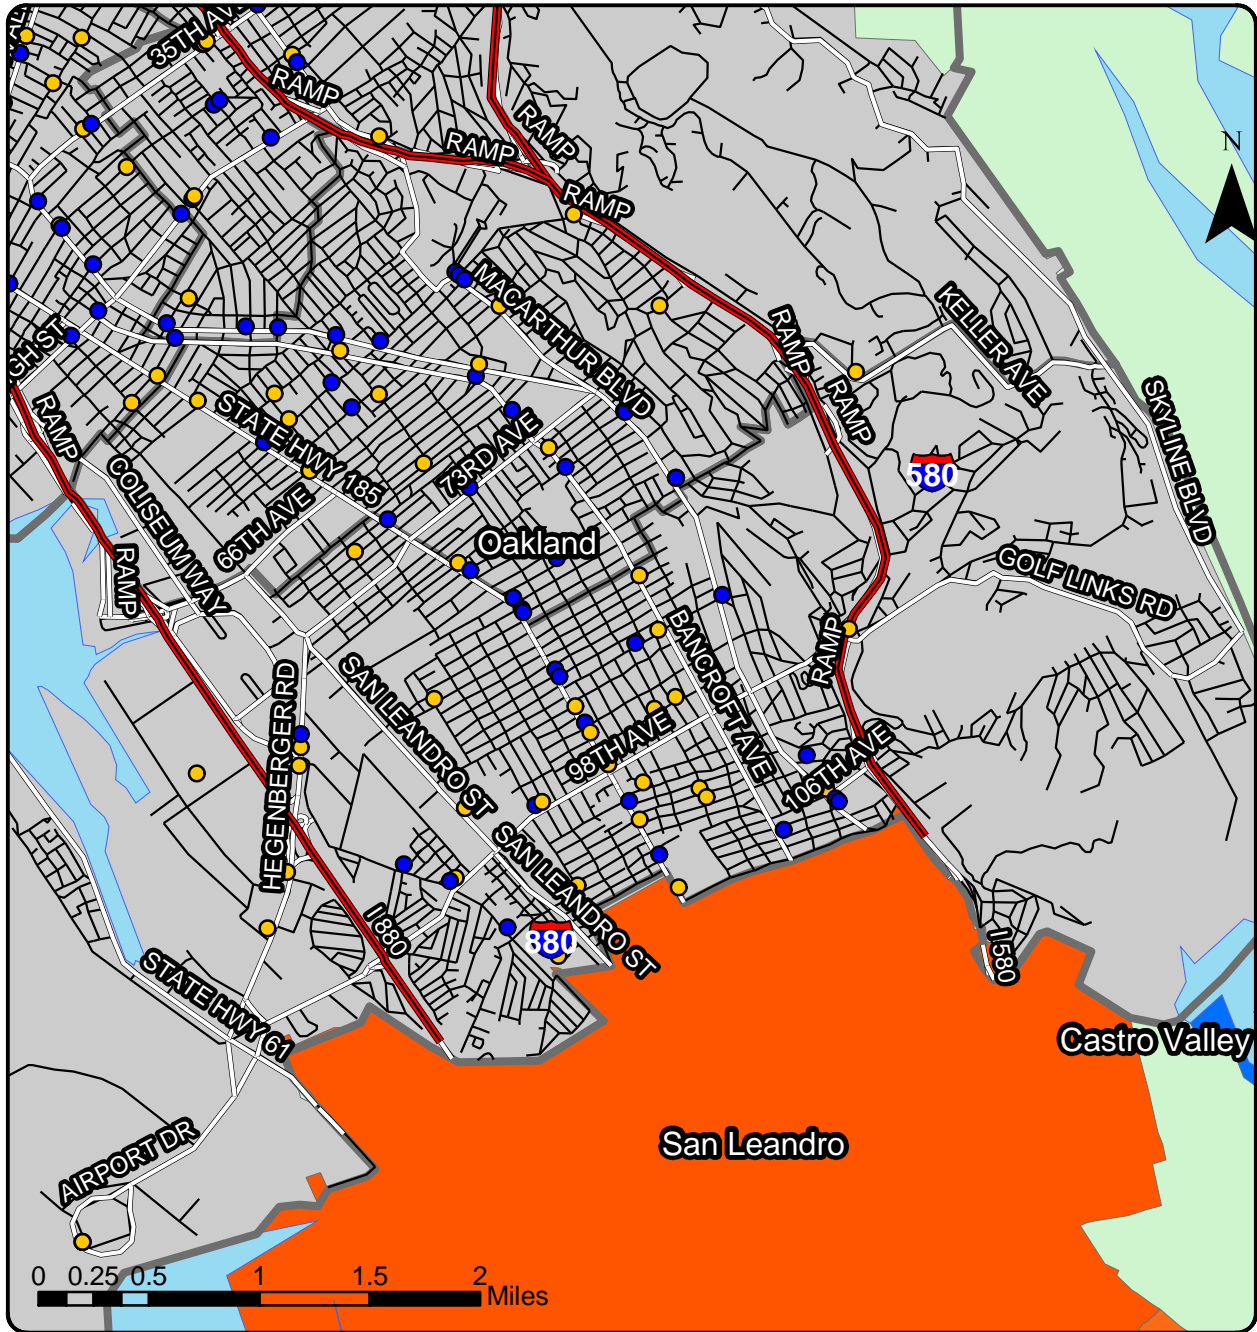 35TH AVE
RAMP
RAMP
RAMP
RAMP
N
MACARTHUR BLVD
KELLER AVE
RAMP
RAMP
SKYLINE BLVD
GH ST
RAMP
STATE HWY 185
73RD AVE
580
COLISEUM WAY
66TH AVE
Oakland
GOLF LINKS RD
RAMP
RAMP
BANCROFT AVE
SAN LEANDRO ST
HEGENBERGER RD
98TH AVE
106TH AVE
SAN LEANDRO ST
I 880
880
I 580
STATE HWY 61
Castro Valley
San Leandro
AIRPORT DR
0 0.25 0.5 1 1.5 2
Miles